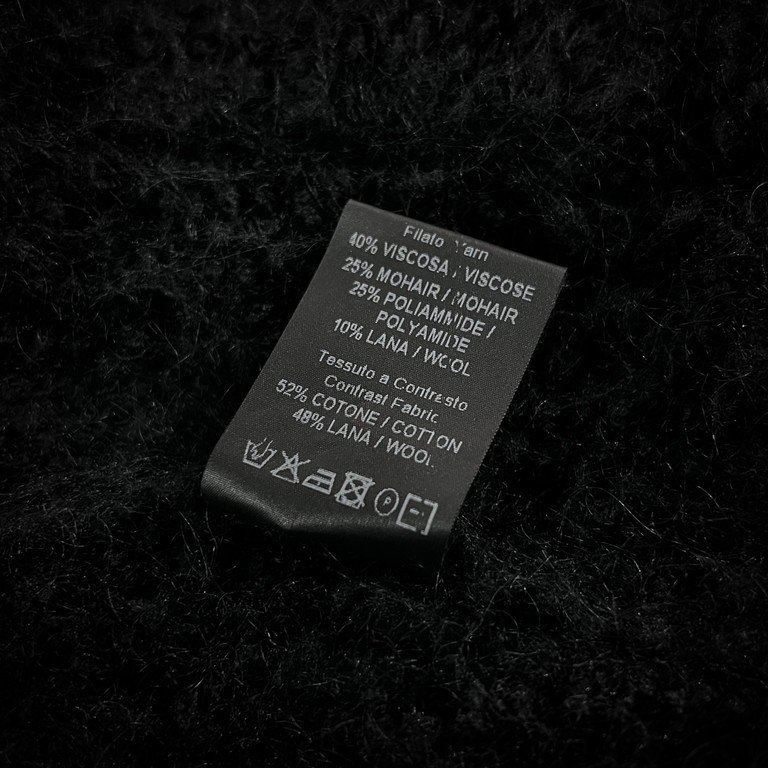 Filato Yarn
40% VISCOSA / VISCOSE
25% MOHAIR / MOHAIR
25% POLIAMMIDE /
POLYAMIDE
10% LANA / WOOL
Tessuto a Contrasto
Contrast Fabric
52% COTONE / COTTON
48% LANA / WOOL
P